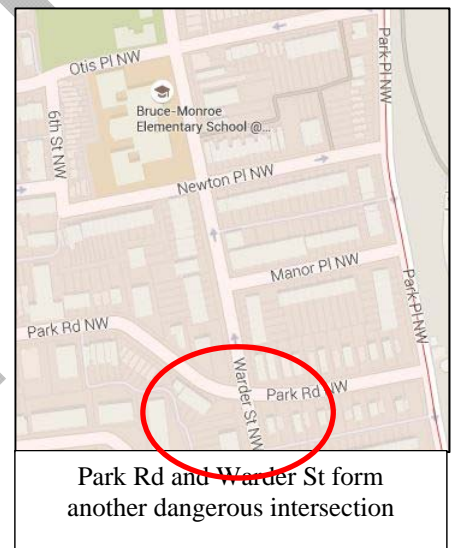 Otis Pl NW
Park Pl NW
Bruce-Monroe
Elementary School @...
6th St NW
Newton Pl NW
Manor Pl NW
Park Pl NW
Park Rd NW
Warder St NW
Park Rd NW
Park Rd and Warder St form
another dangerous intersection